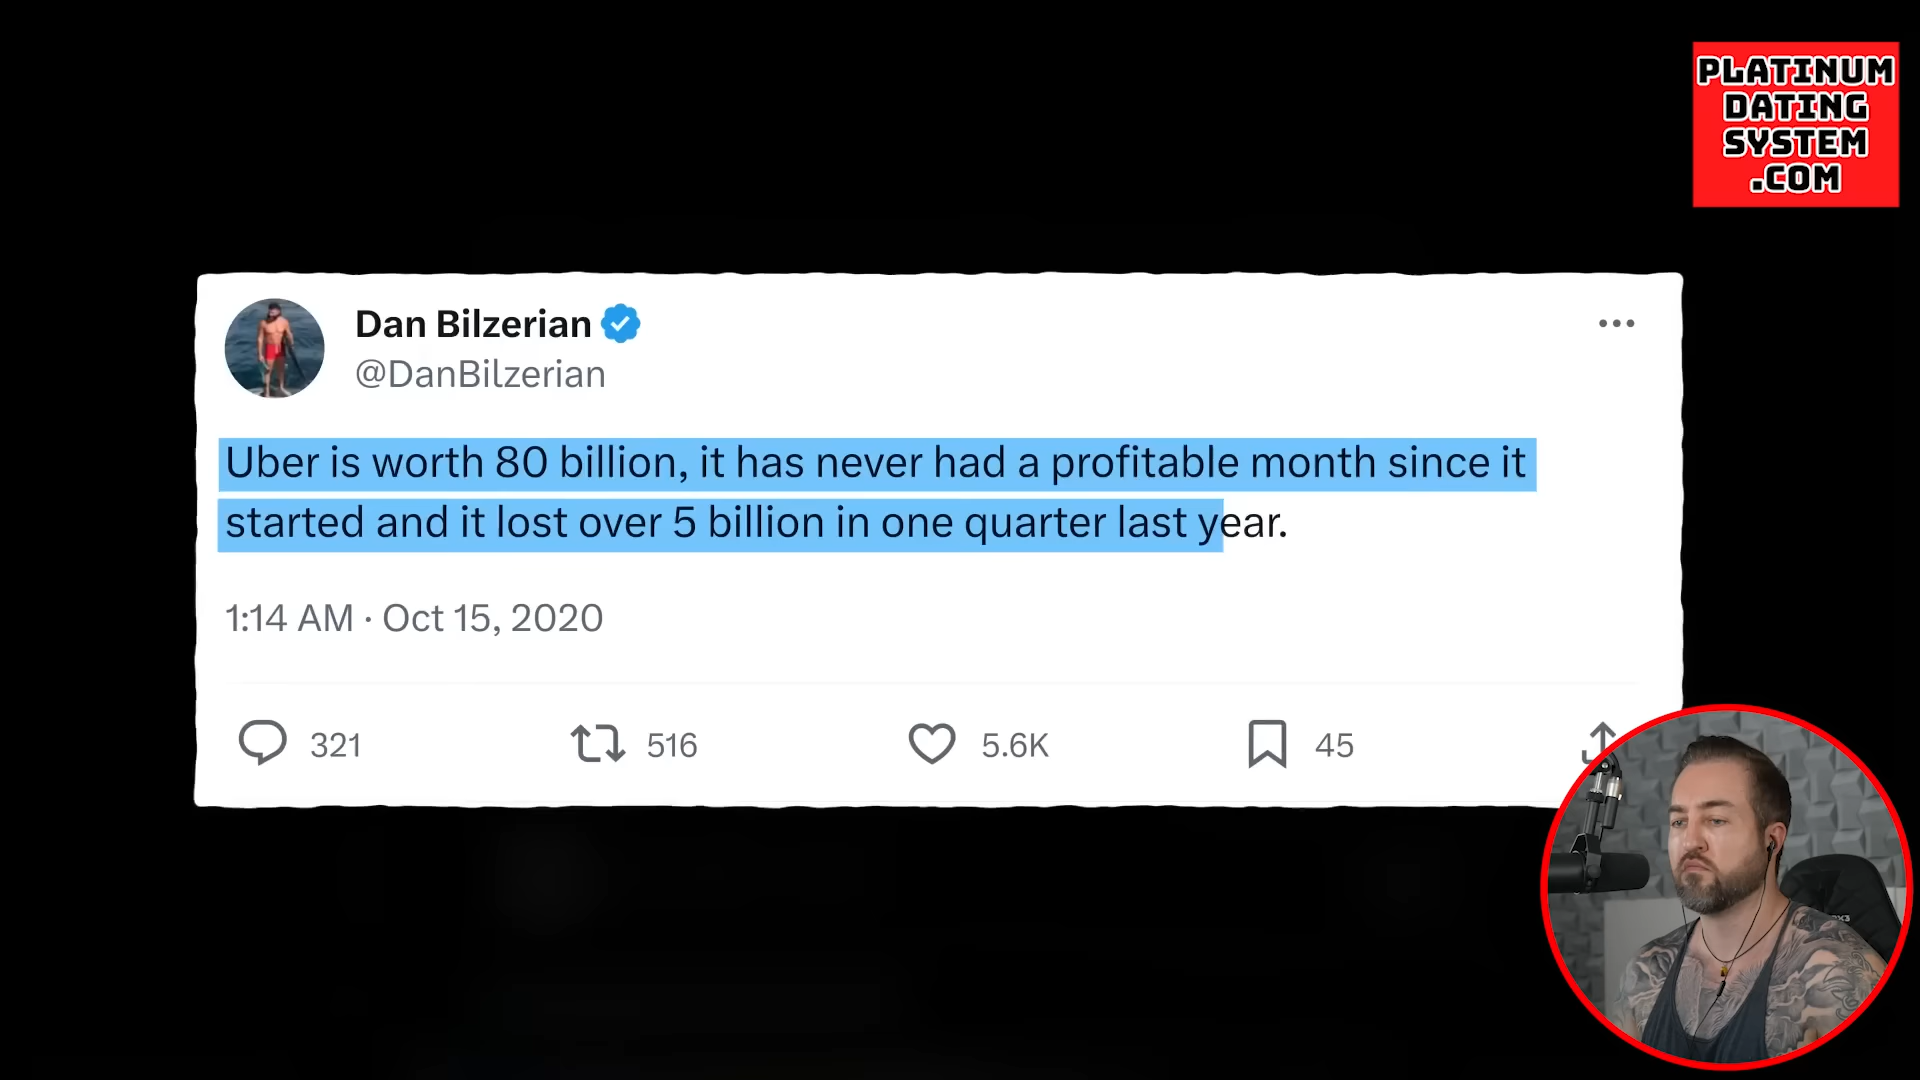 PLATINUM
DATING
SYSTEM
.COM
Dan Bilzerian
@DanBilzerian
Uber is worth 80 billion, it has never had a profitable month since it
started and it lost over 5 billion in one quarter last year.
1:14 AM · Oct 15, 2020
321 516 5.6K 45